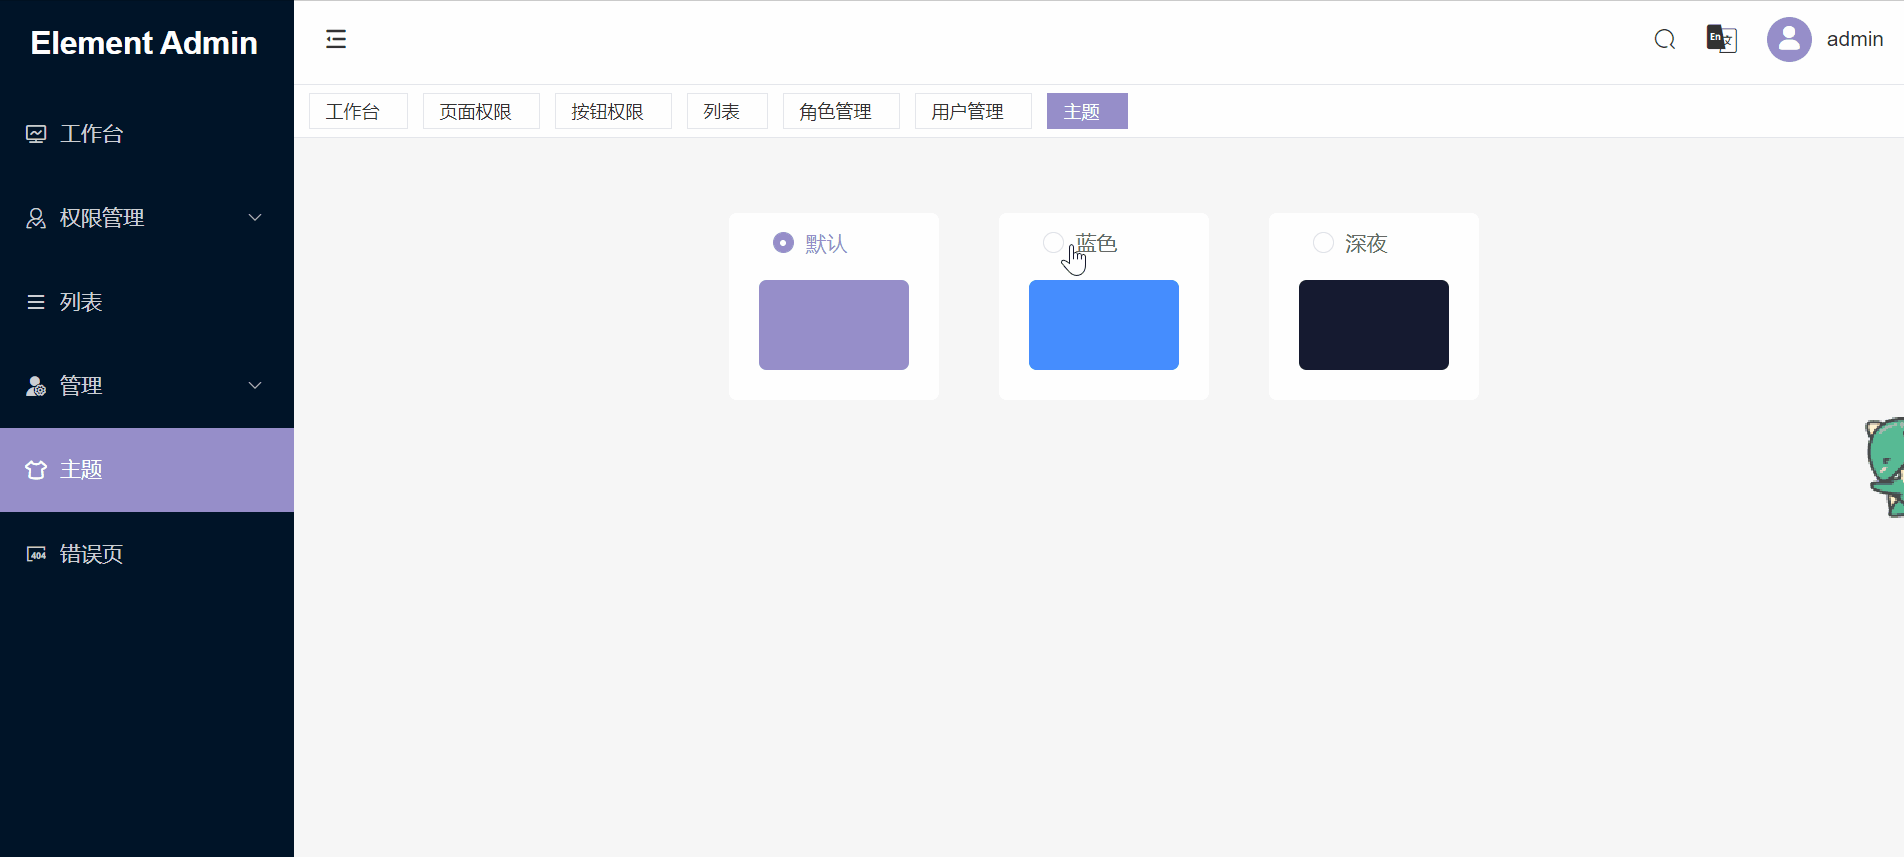 Element Admin
工作台
权限管理
列表
管理
主题
错误页
En 文
admin
工作台 页面权限 按钮权限 列表 角色管理 用户管理 主题
默认 蓝色 深夜
404